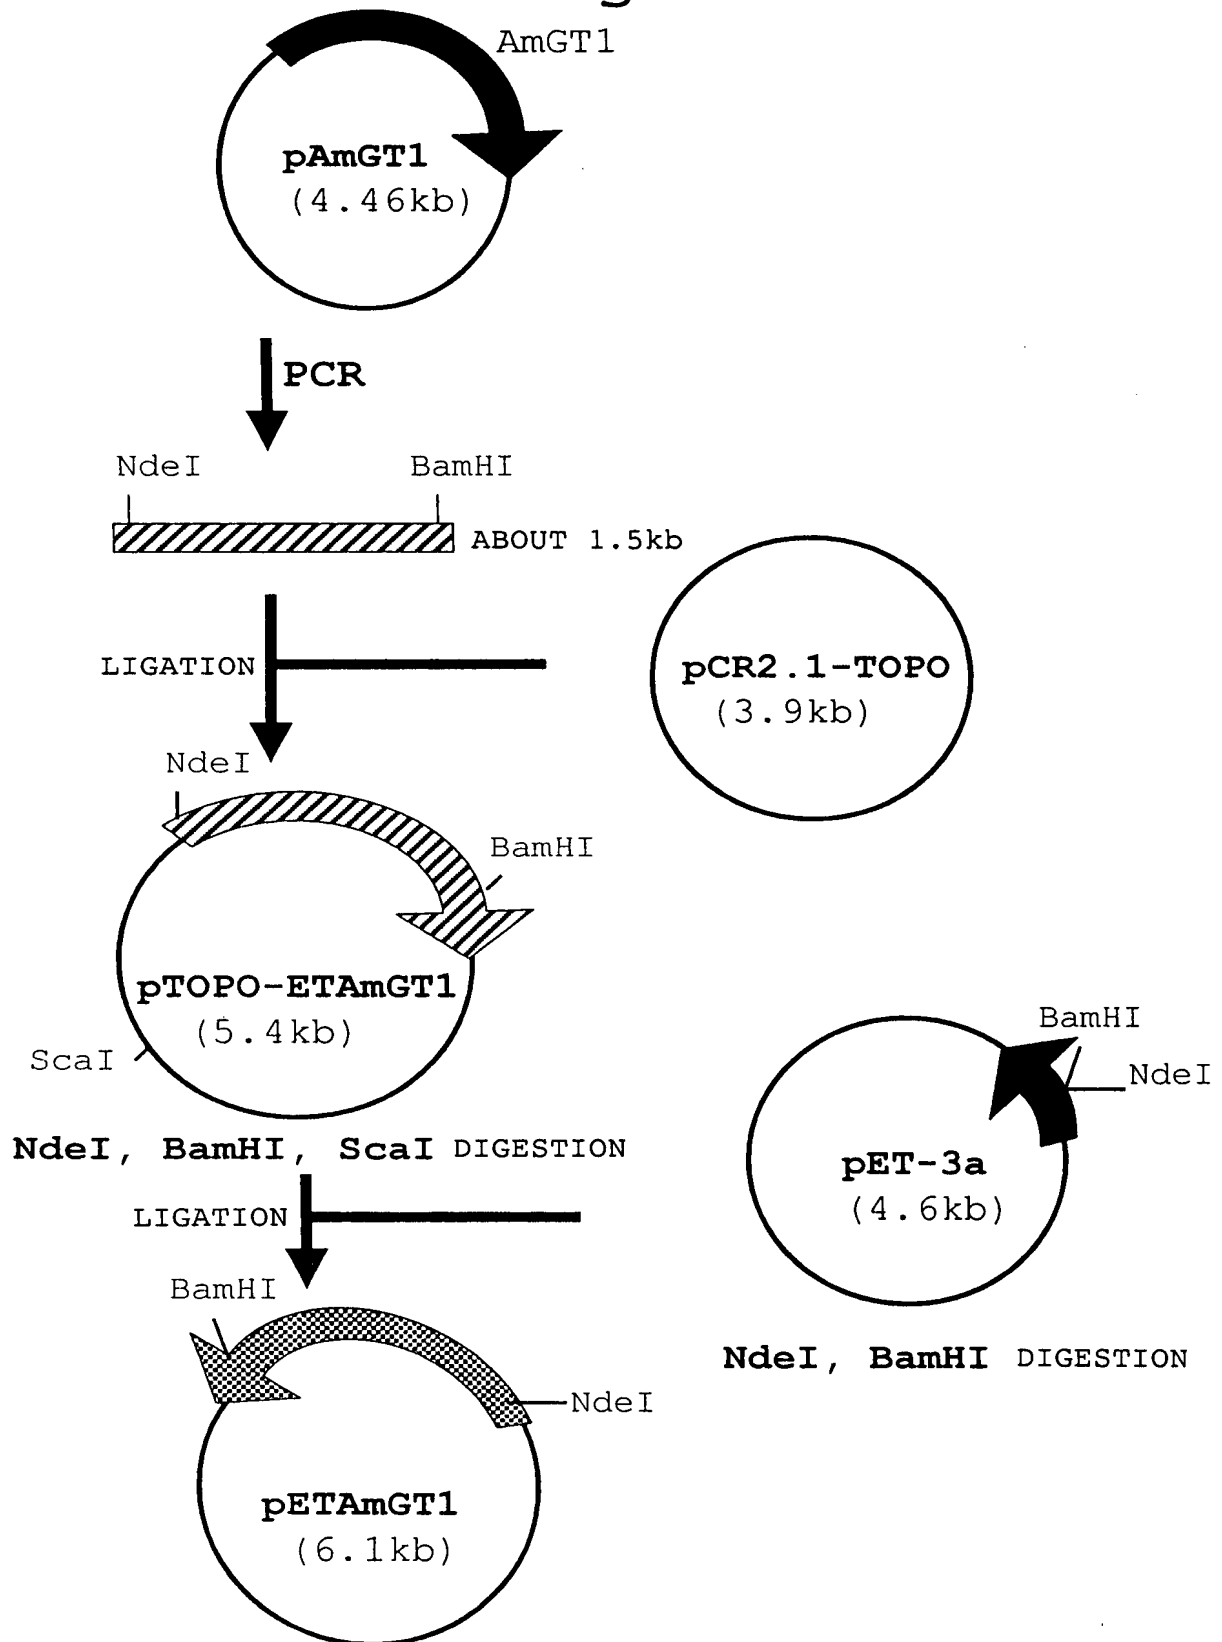 AmGT1
pAmGT1
(4.46kb)
PCR
NdeI BamHI
ABOUT 1.5kb
LIGATION
pCR2.1-TOPO
(3.9kb)
NdeI
BamHI
pTOPO-ETAmGT1
(5.4kb)
ScaI
BamHI
NdeI
pET-3a
(4.6kb)
NdeI, BamHI, ScaI DIGESTION
LIGATION
NdeI, BamHI DIGESTION
BamHI
NdeI
pETAmGT1
(6.1kb)